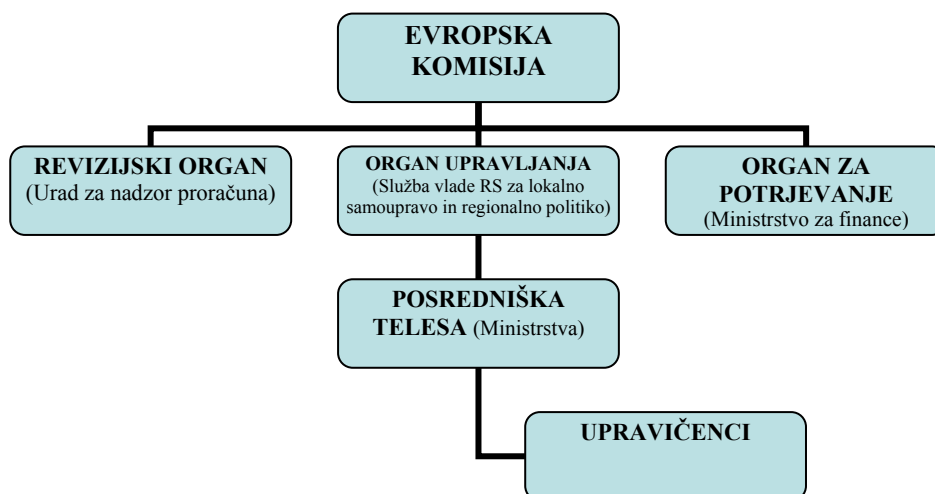 EVROPSKA
KOMISIJA
REVIZIJSKI ORGAN
(Urad za nadzor proračuna)
ORGAN UPRAVLJANJA
(Služba vlade RS za lokalno
samoupravo in regionalno politiko)
ORGAN ZA
POTRJEVANJE
(Ministrstvo za finance)
POSREDNIŠKA
TELESA (Ministrstva)
UPRAVIČENCI